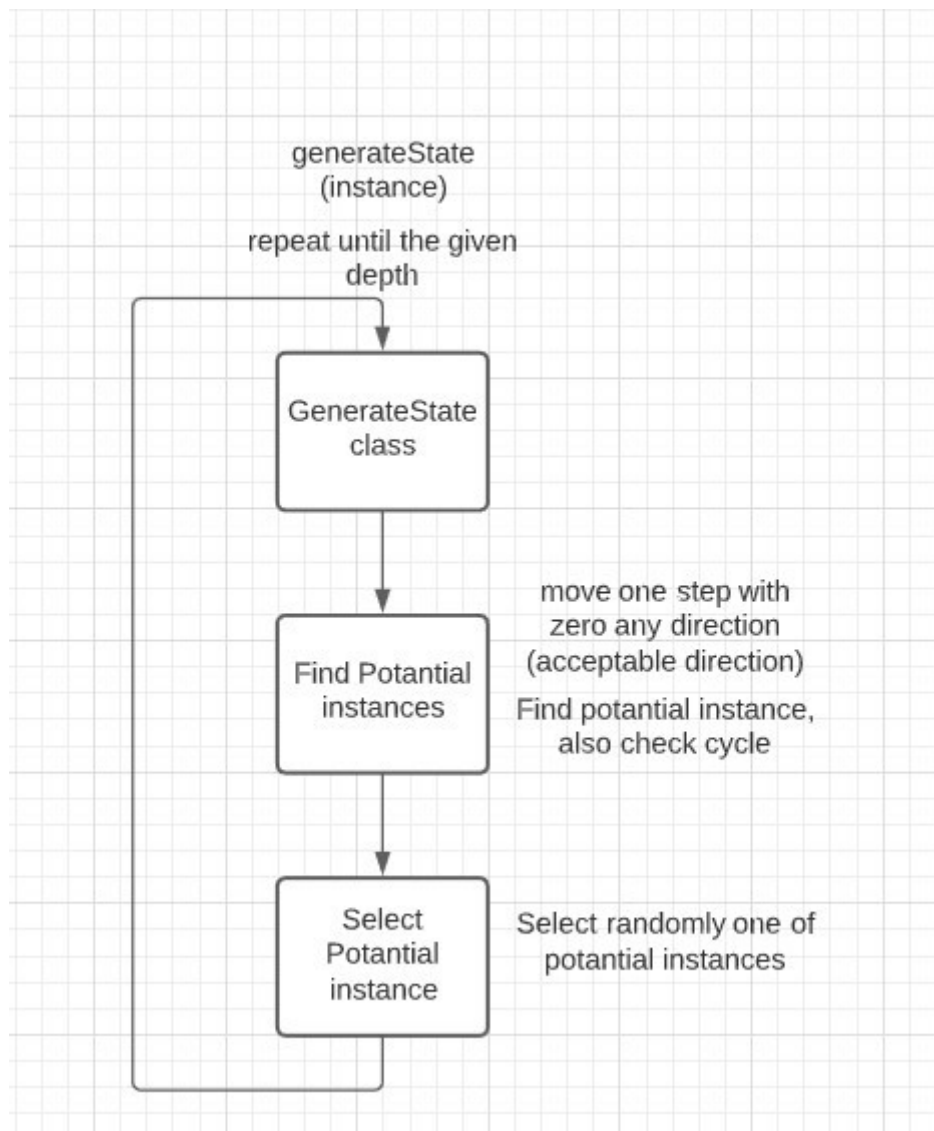 generateState
(instance)
repeat until the given
depth
GenerateState
class
Find Potantial
instances
move one step with
zero any direction
(acceptable direction)
Find potantial instance,
also check cycle
Select
Potantial
instance
Select randomly one of
potantial instances